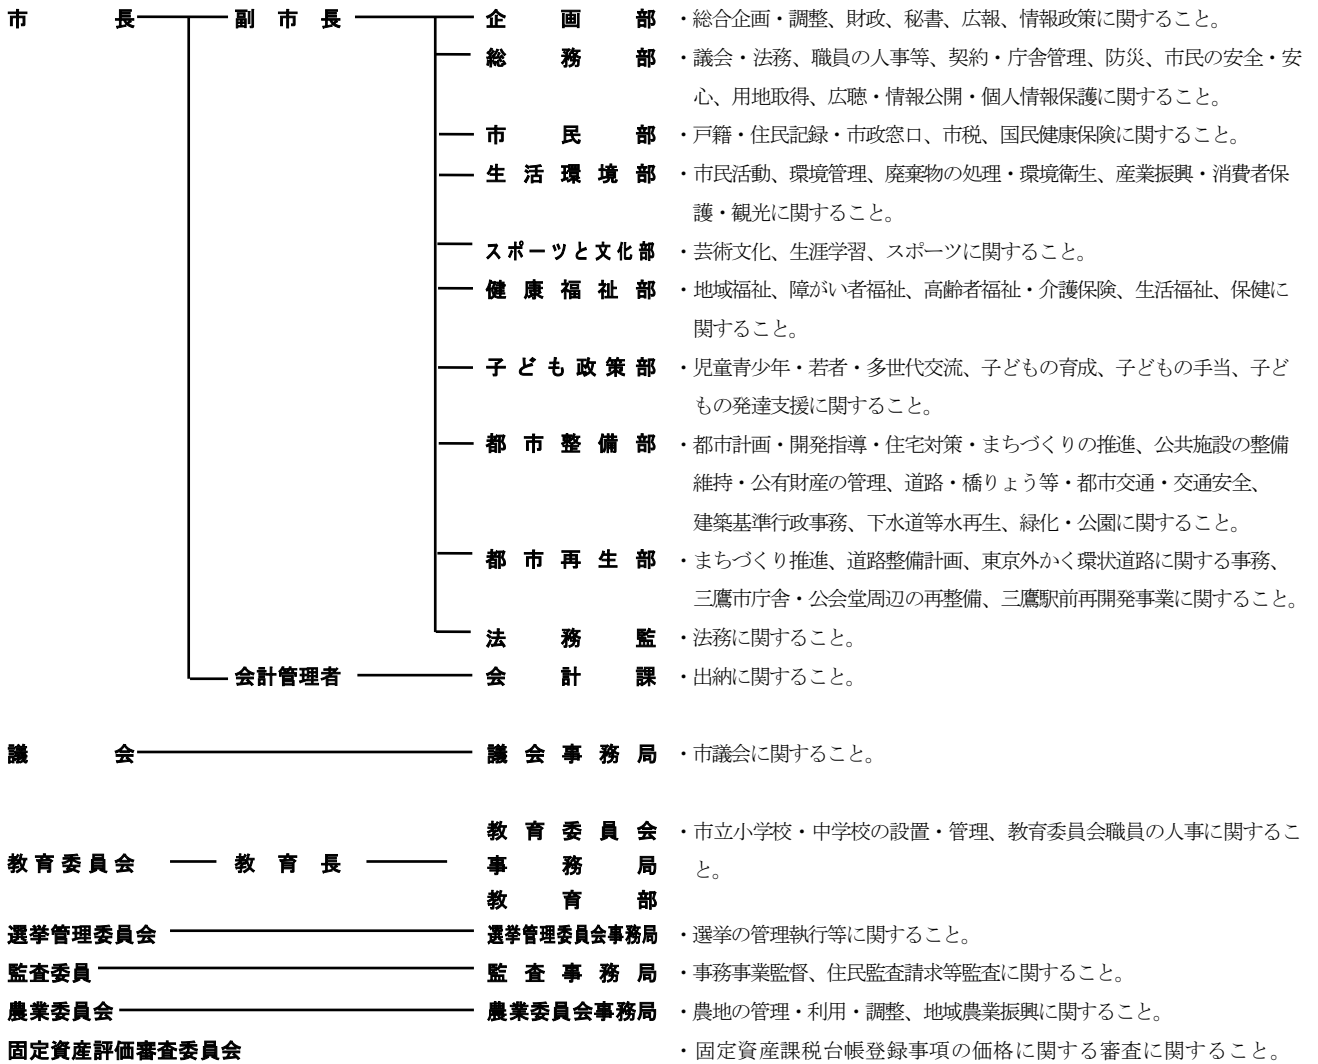 市長 副市長 企画部 ・総合企画・調整、財政、秘書、広報、情報政策に関すること。
総務部 ・議会・法務、職員の人事等、契約・庁舎管理、防災、市民の安全・安
心、用地取得、広聴・情報公開・個人情報保護に関すること。
市民部 ・戸籍・住民記録・市政窓口、市税、国民健康保険に関すること。
生活環境部 ・市民活動、環境管理、廃棄物の処理・環境衛生、産業振興・消費者保
護・観光に関すること。
スポーツと文化部 ・芸術文化、生涯学習、スポーツに関すること。
健康福祉部 ・地域福祉、障がい者福祉、高齢者福祉・介護保険、生活福祉、保健に
関すること。
子ども政策部 ・児童青少年・若者・多世代交流、子どもの育成、子どもの手当、子ど
もの発達支援に関すること。
都市整備部 ・都市計画・開発指導・住宅対策・まちづくりの推進、公共施設の整備
維持・公有財産の管理、道路・橋りょう等・都市交通・交通安全、
建築基準行政事務、下水道等水再生、緑化・公園に関すること。
都市再生部 ・まちづくり推進、道路整備計画、東京外かく環状道路に関する事務、
三鷹市庁舎・公会堂周辺の再整備、三鷹駅前再開発事業に関すること。
法務監 ・法務に関すること。
会計管理者 会計課 ・出納に関すること。
議会 議会事務局 ・市議会に関すること。
教育委員会 ・市立小学校・中学校の設置・管理、教育委員会職員の人事に関するこ
教育委員会 教育長 事務局 と。
教育部
選挙管理委員会 選挙管理委員会事務局 ・選挙の管理執行等に関すること。
監査委員 監査事務局 ・事務事業監督、住民監査請求等監査に関すること。
農業委員会 農業委員会事務局 ・農地の管理・利用・調整、地域農業振興に関すること。
固定資産評価審査委員会 ・固定資産課税台帳登録事項の価格に関する審査に関すること。